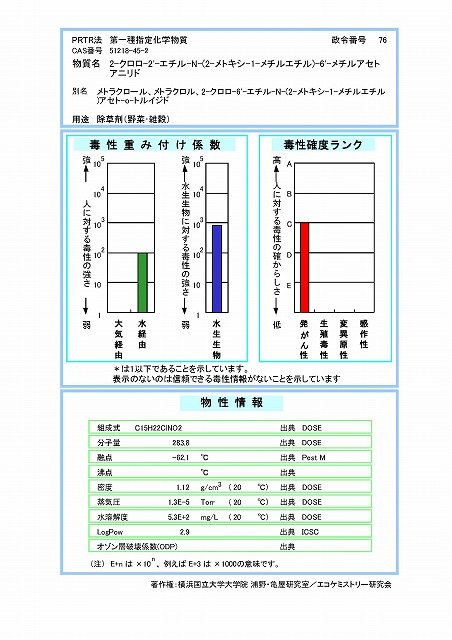 PRTR法 第一種指定化学物質 政令番号 76
CAS番号 51218-45-2
物質名 2-クロロ-2'-エチル-N-(2-メトキシ-1-メチルエチル)-6'-メチルアセト
アニリド
別名 メトラクロール、メトラクロル、2-クロロ-6'-エチル-N-(2-メトキシ-1-メチルエチル
)アセト-o-トルイジド
用途 除草剤(野菜・雑穀)
毒性重み付け係数
強
人に対する毒性の強さ
弱
10^5
10^4
10^3
10^2
10
1
大気経由
水経由
強
水生生物に対する毒性の強さ
弱
10^5
10^4
10^3
10^2
10
1
水生生物
毒性確度ランク
高
人に対する毒性の確からしさ
低
A
B
C
D
E
発がん性
生殖毒性
変異原性
感作性
*は1以下であることを示しています。
表示のないのは信頼できる毒性情報がないことを示しています
物性情報
組成式 C15H22ClNO2 出典 DOSE
分子量 283.8 出典 DOSE
融点 -62.1 ℃ 出典 Pest M
沸点 ℃ 出典
密度 1.12 g/cm3 (20 ℃) 出典 DOSE
蒸気圧 1.3E-5 Torr (20 ℃) 出典 DOSE
水溶解度 5.3E+2 mg/L (20 ℃) 出典 DOSE
LogPow 2.9 出典 ICSC
オゾン層破壊係数(ODP) 出典
(注) E+n は ×10^n、例えば E+3 は ×1000の意味です。
著作権:横浜国立大学大学院 浦野・亀屋研究室/エコケミストリー研究会